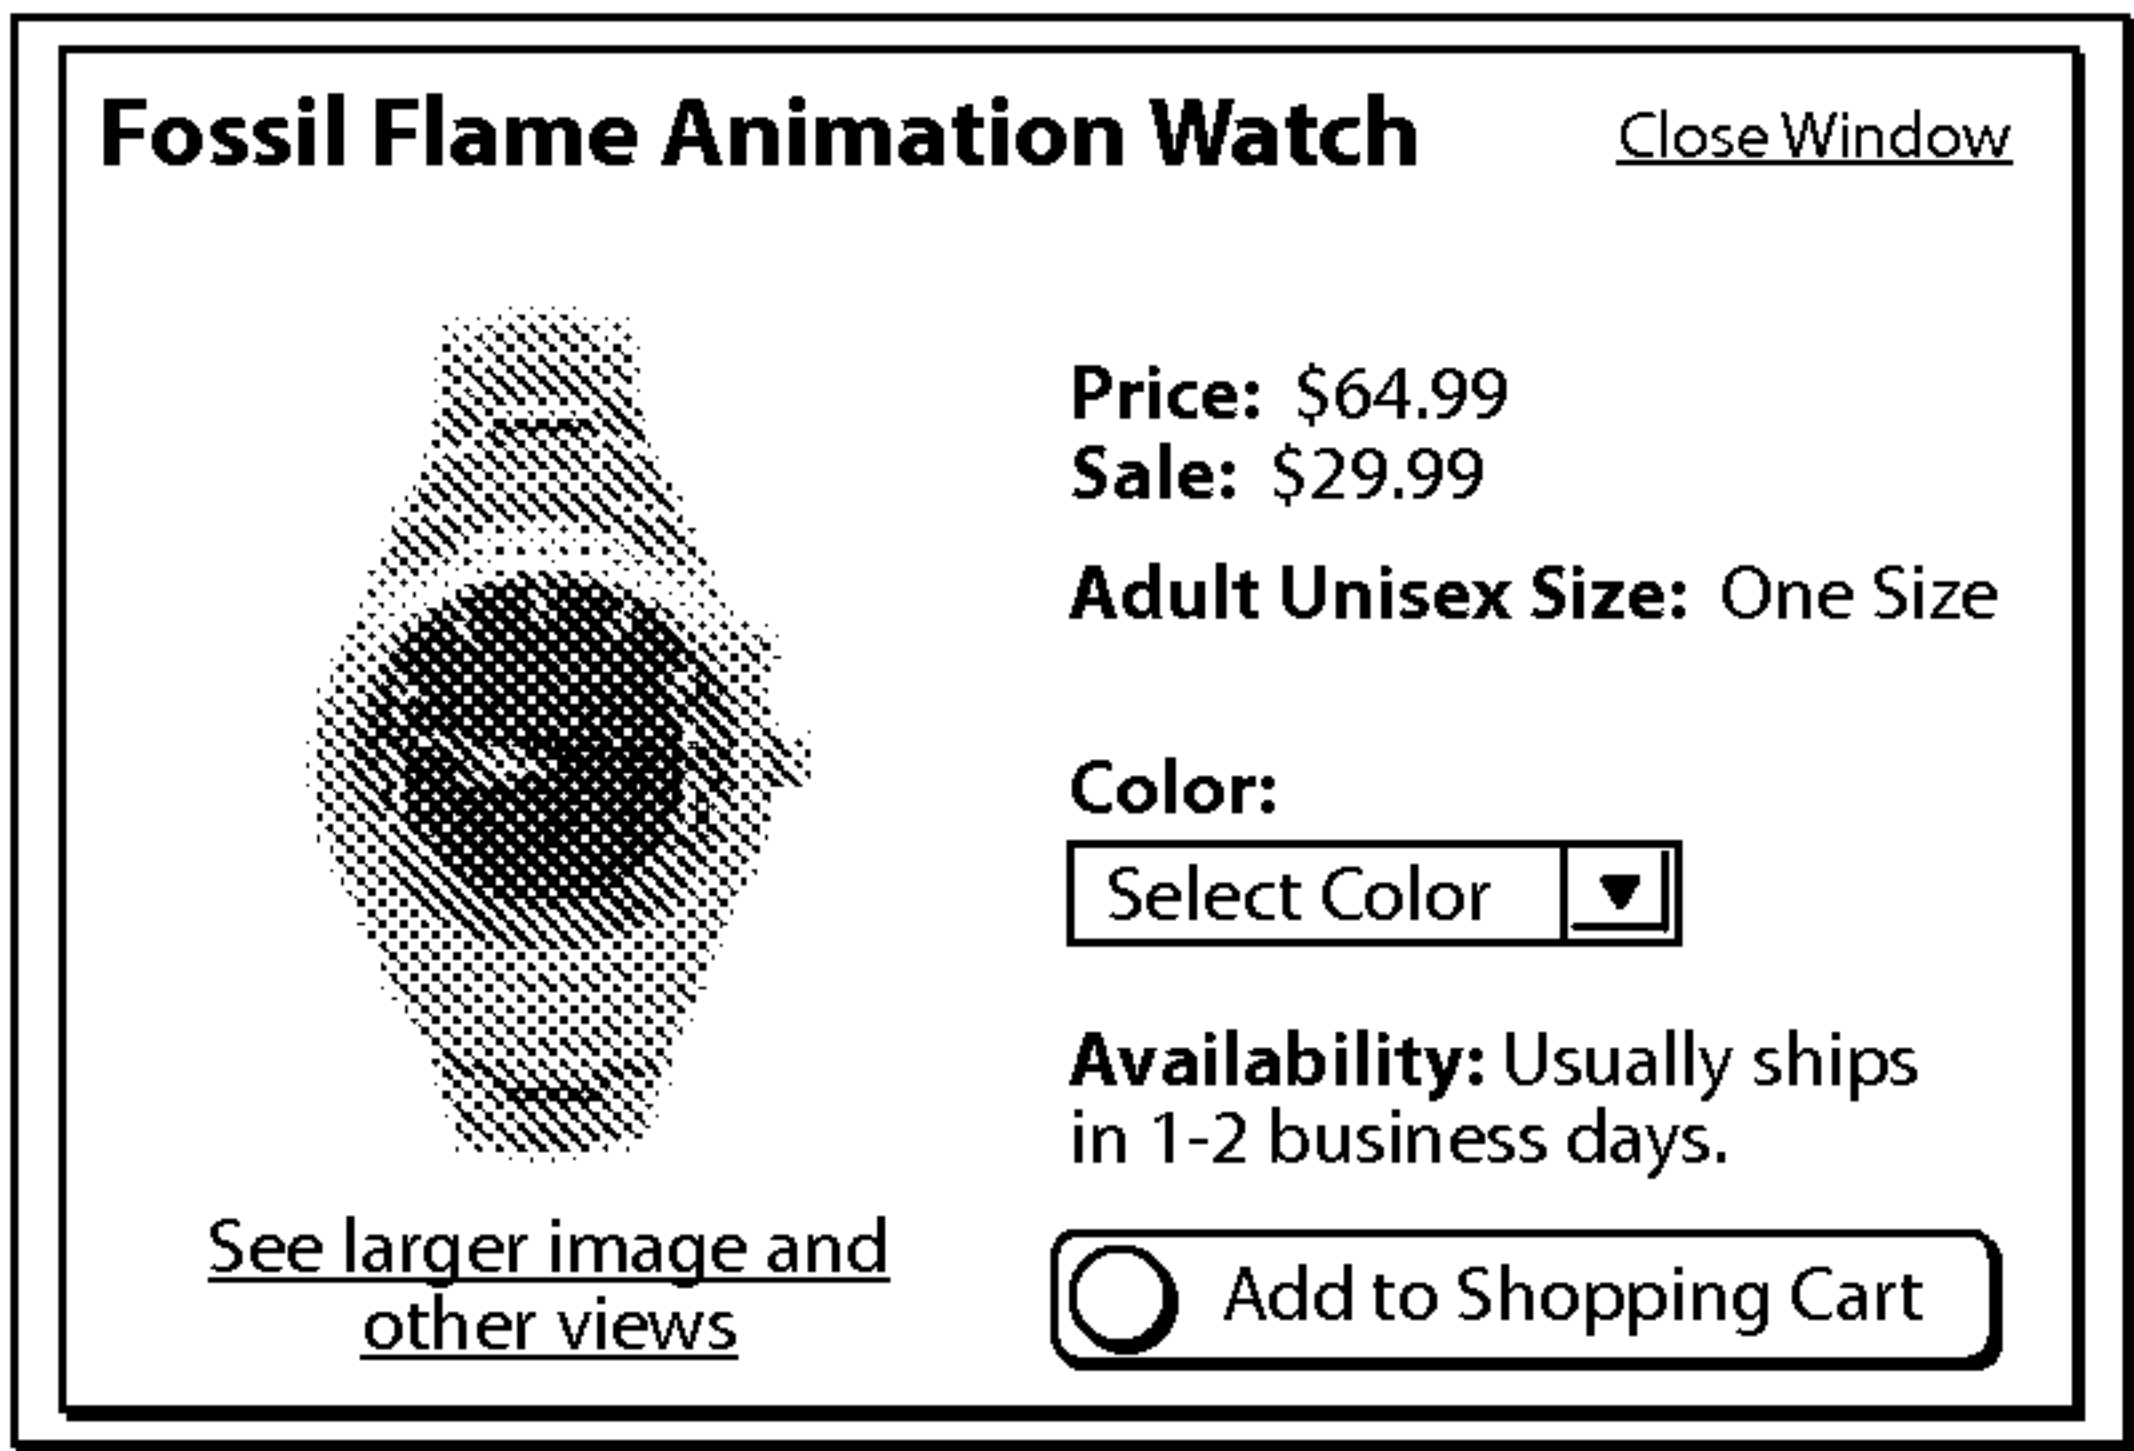 Fossil Flame Animation Watch
Close Window
Price: $64.99
Sale: $29.99
Adult Unisex Size: One Size
Color:
Select Color
Availability: Usually ships
in 1-2 business days.
See larger image and
other views
Add to Shopping Cart